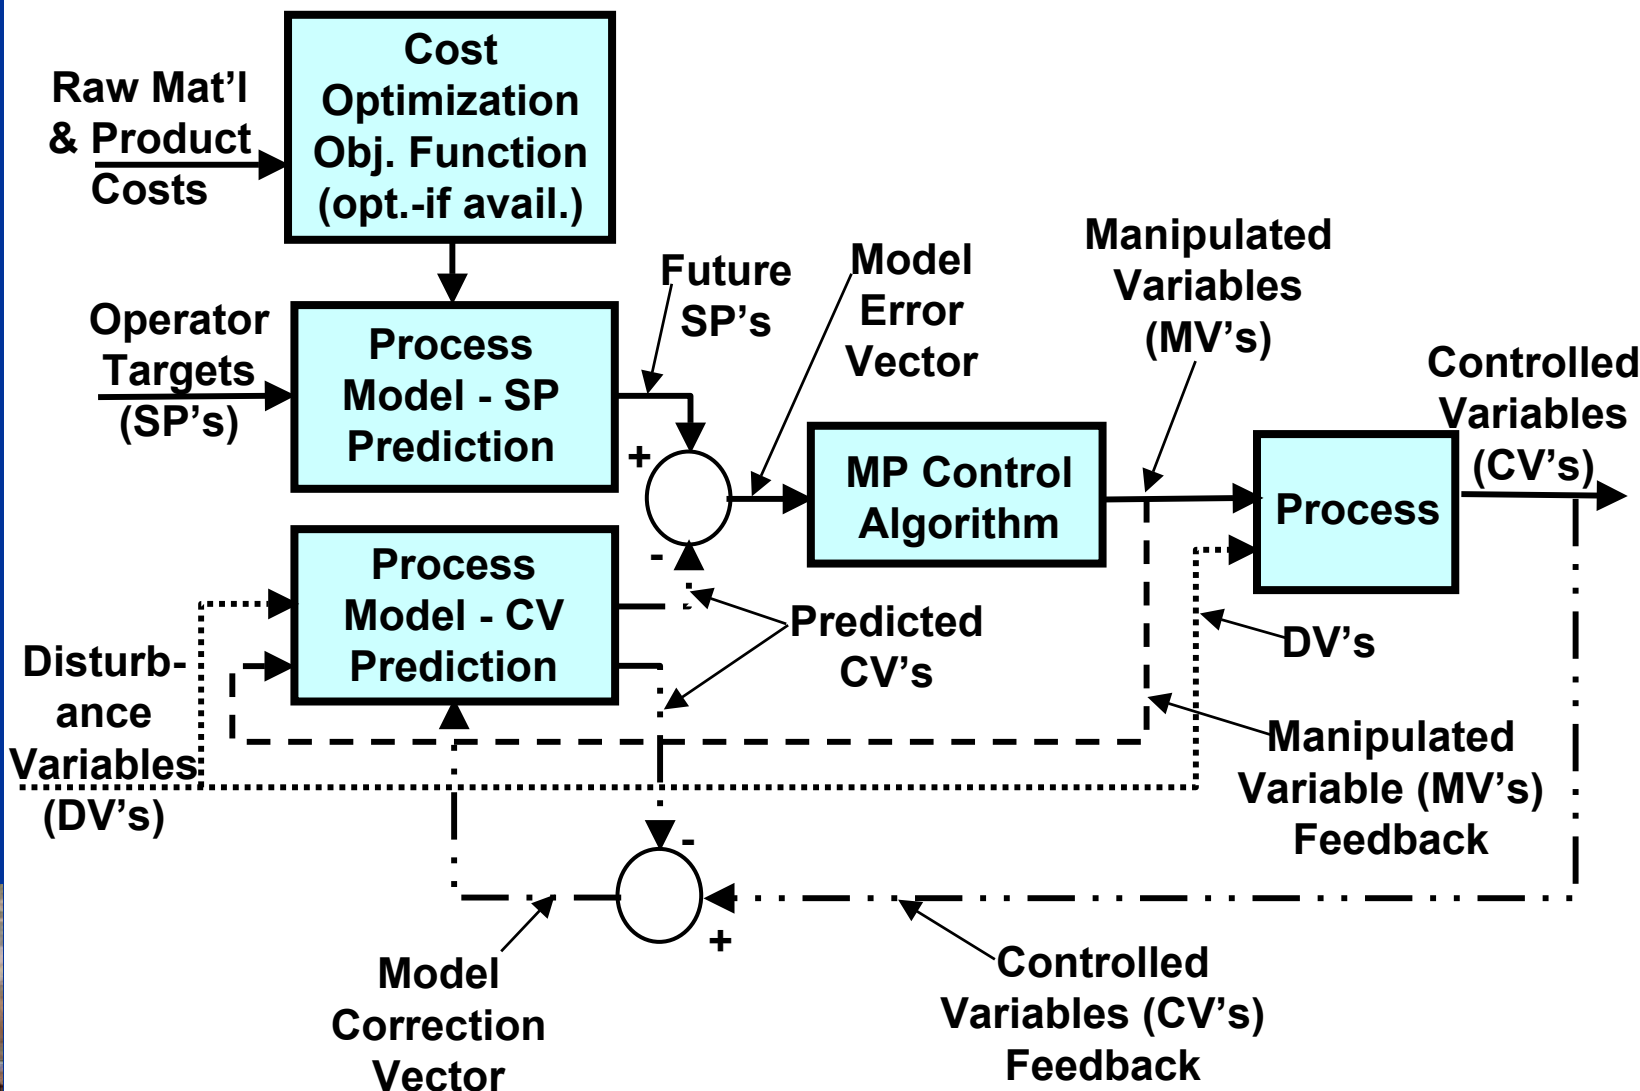 Raw Mat'l
& Product
Costs
Cost
Optimization
Obj. Function
(opt.-if avail.)
Operator
Targets
(SP's)
Process
Model - SP
Prediction
Future
SP's
Model
Error
Vector
Manipulated
Variables
(MV's)
Controlled
Variables
(CV's)
+
-
MP Control
Algorithm
Process
Process
Model - CV
Prediction
Predicted
CV's
DV's
Disturb-
ance
Variables
(DV's)
Manipulated
Variable (MV's)
Feedback
-
+
Model
Correction
Vector
Controlled
Variables (CV's)
Feedback